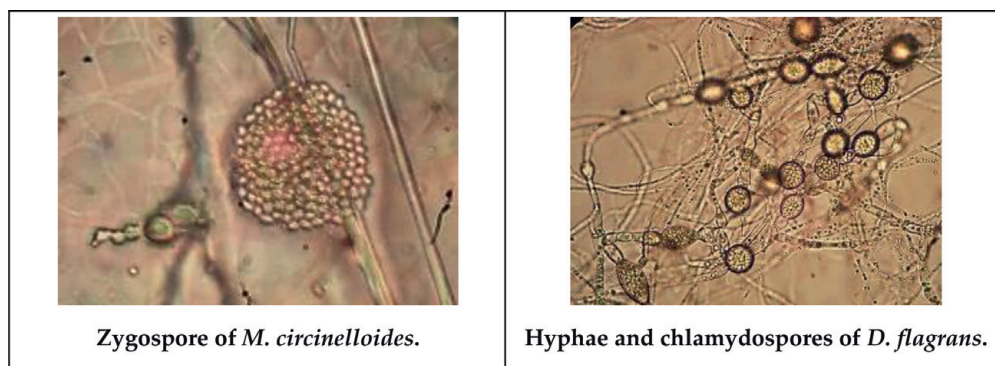 Zygospore of M. circinelloides.
Hyphae and chlamydospores of D. flagrans.